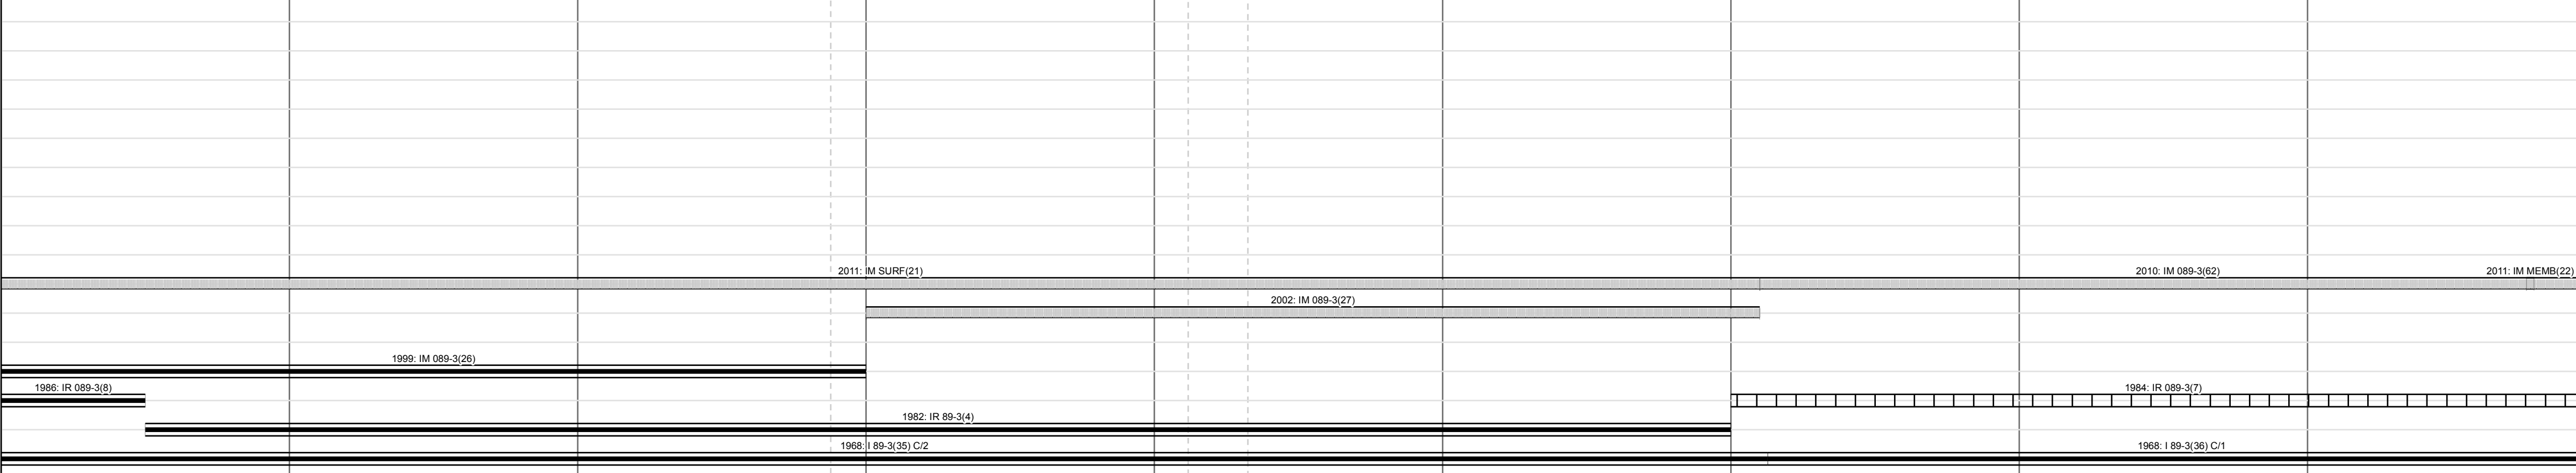 2011: IM SURF(21)
2010: IM 089-3(62)
2011: IM MEMB(22)
2002: IM 089-3(27)
1999: IM 089-3(26)
1986: IR 089-3(8)
1984: IR 089-3(7)
1982: IR 89-3(4)
1968: I 89-3(35) C/2
1968: I 89-3(36) C/1